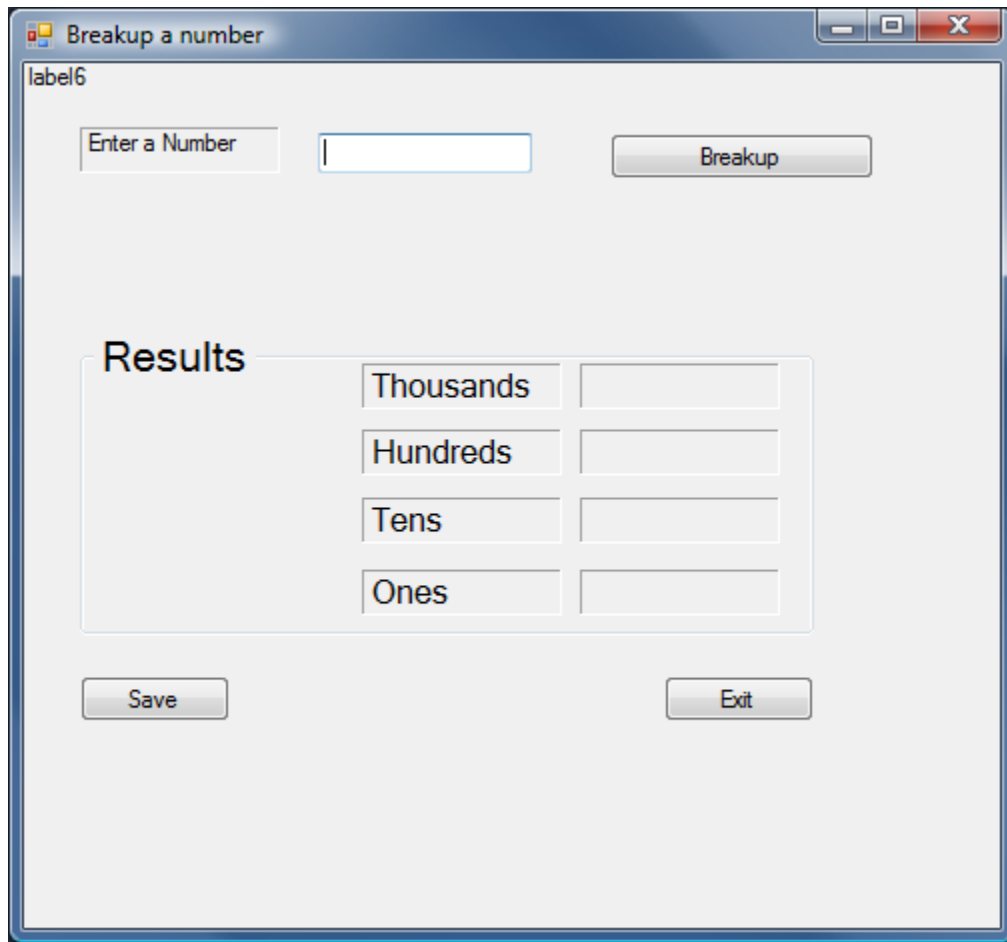 Breakup a number
label6
Enter a Number
Breakup
Results
Thousands
Hundreds
Tens
Ones
Save
Exit